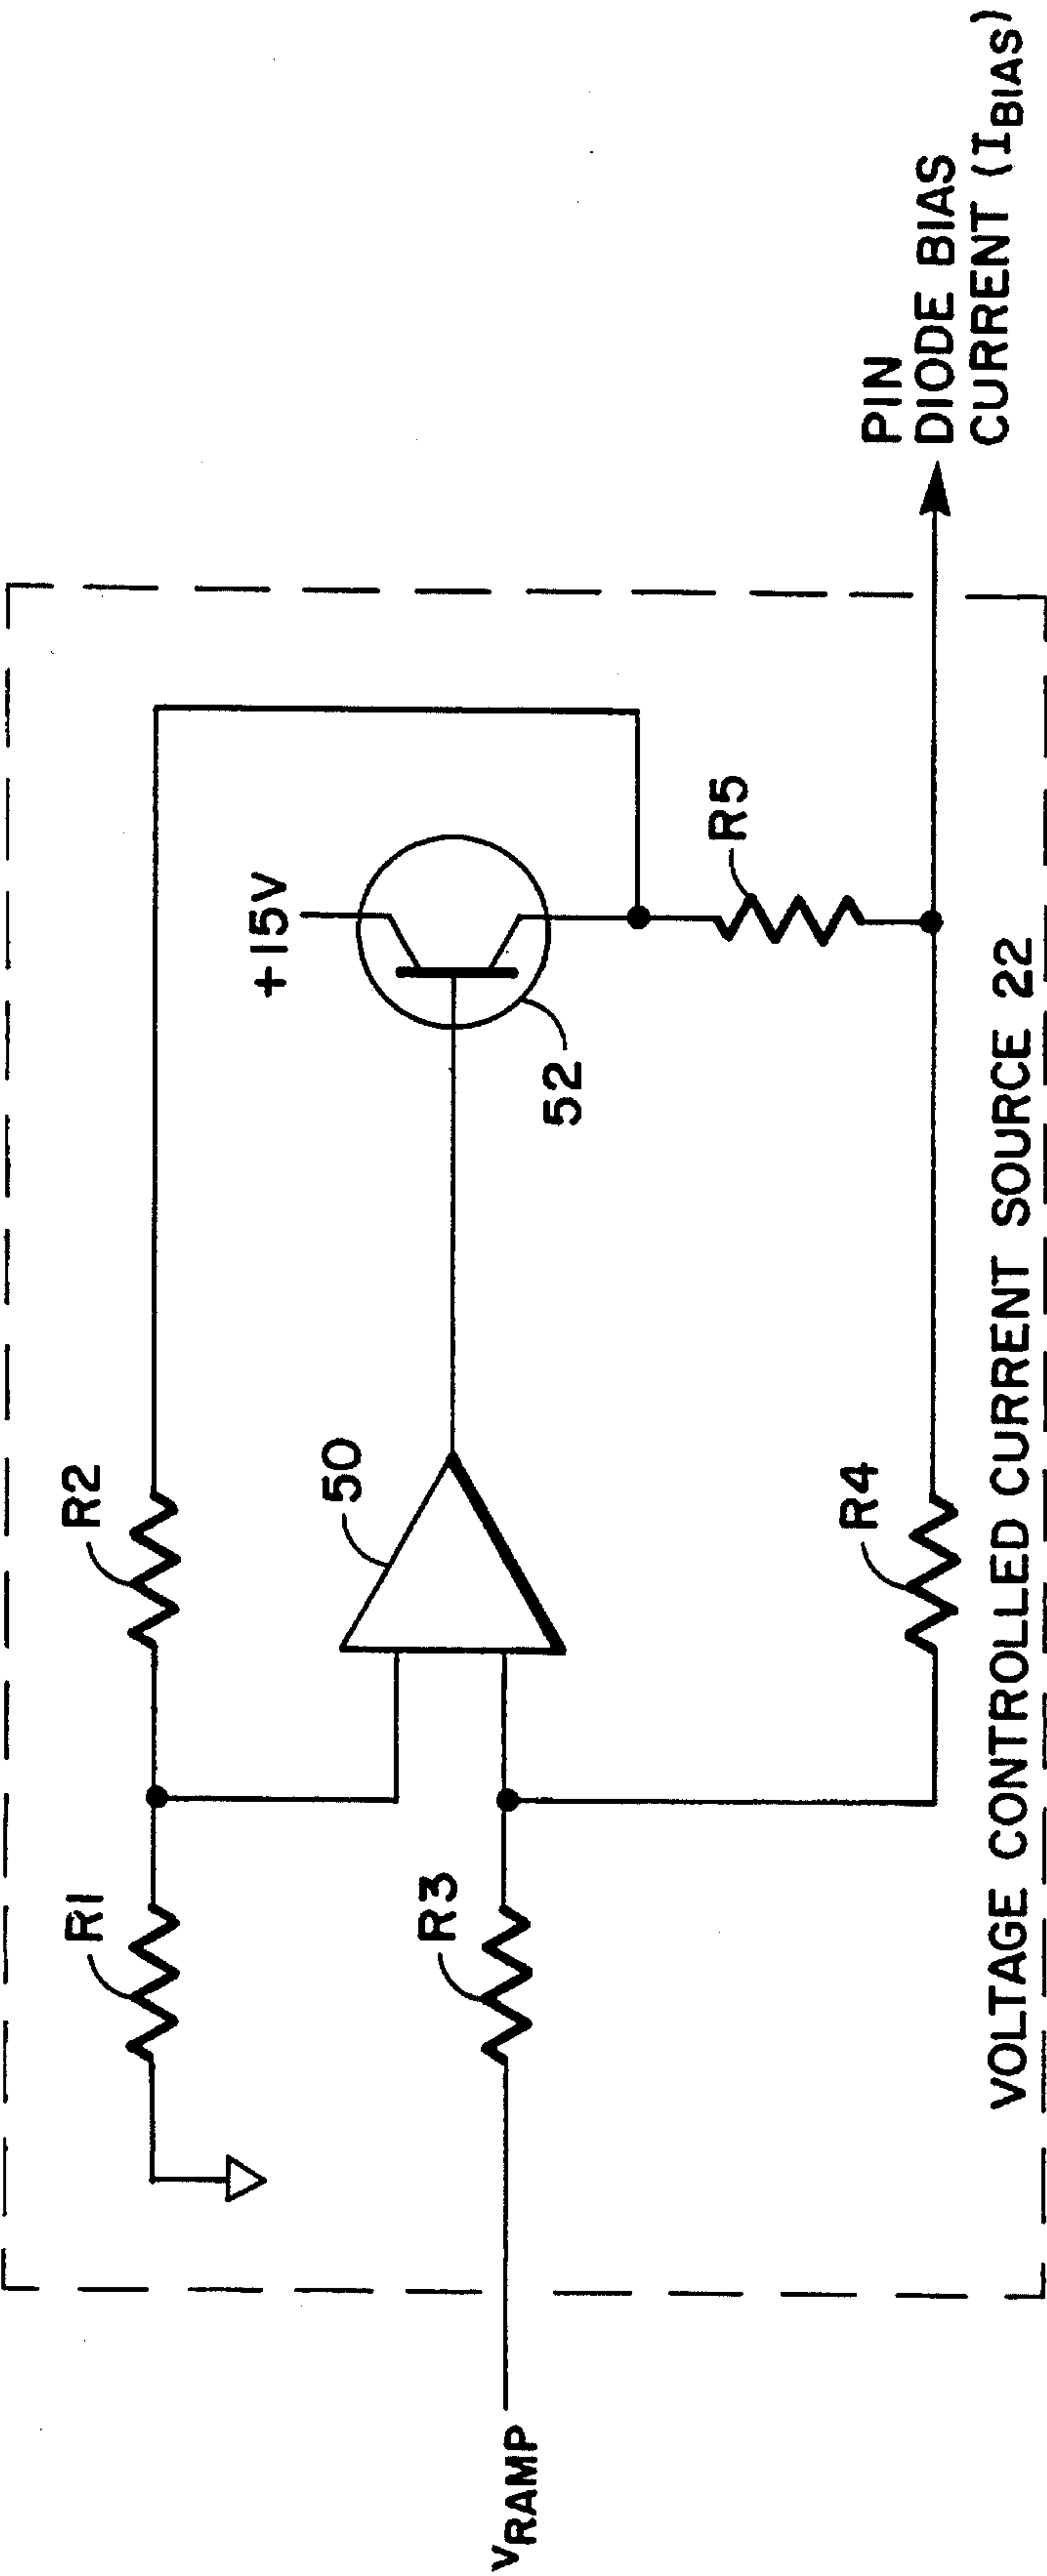 R1
R2
50
+15V
52
R5
R3
R4
VRAMP
PIN
DIODE BIAS
CURRENT (IBIAS)
VOLTAGE CONTROLLED CURRENT SOURCE 22